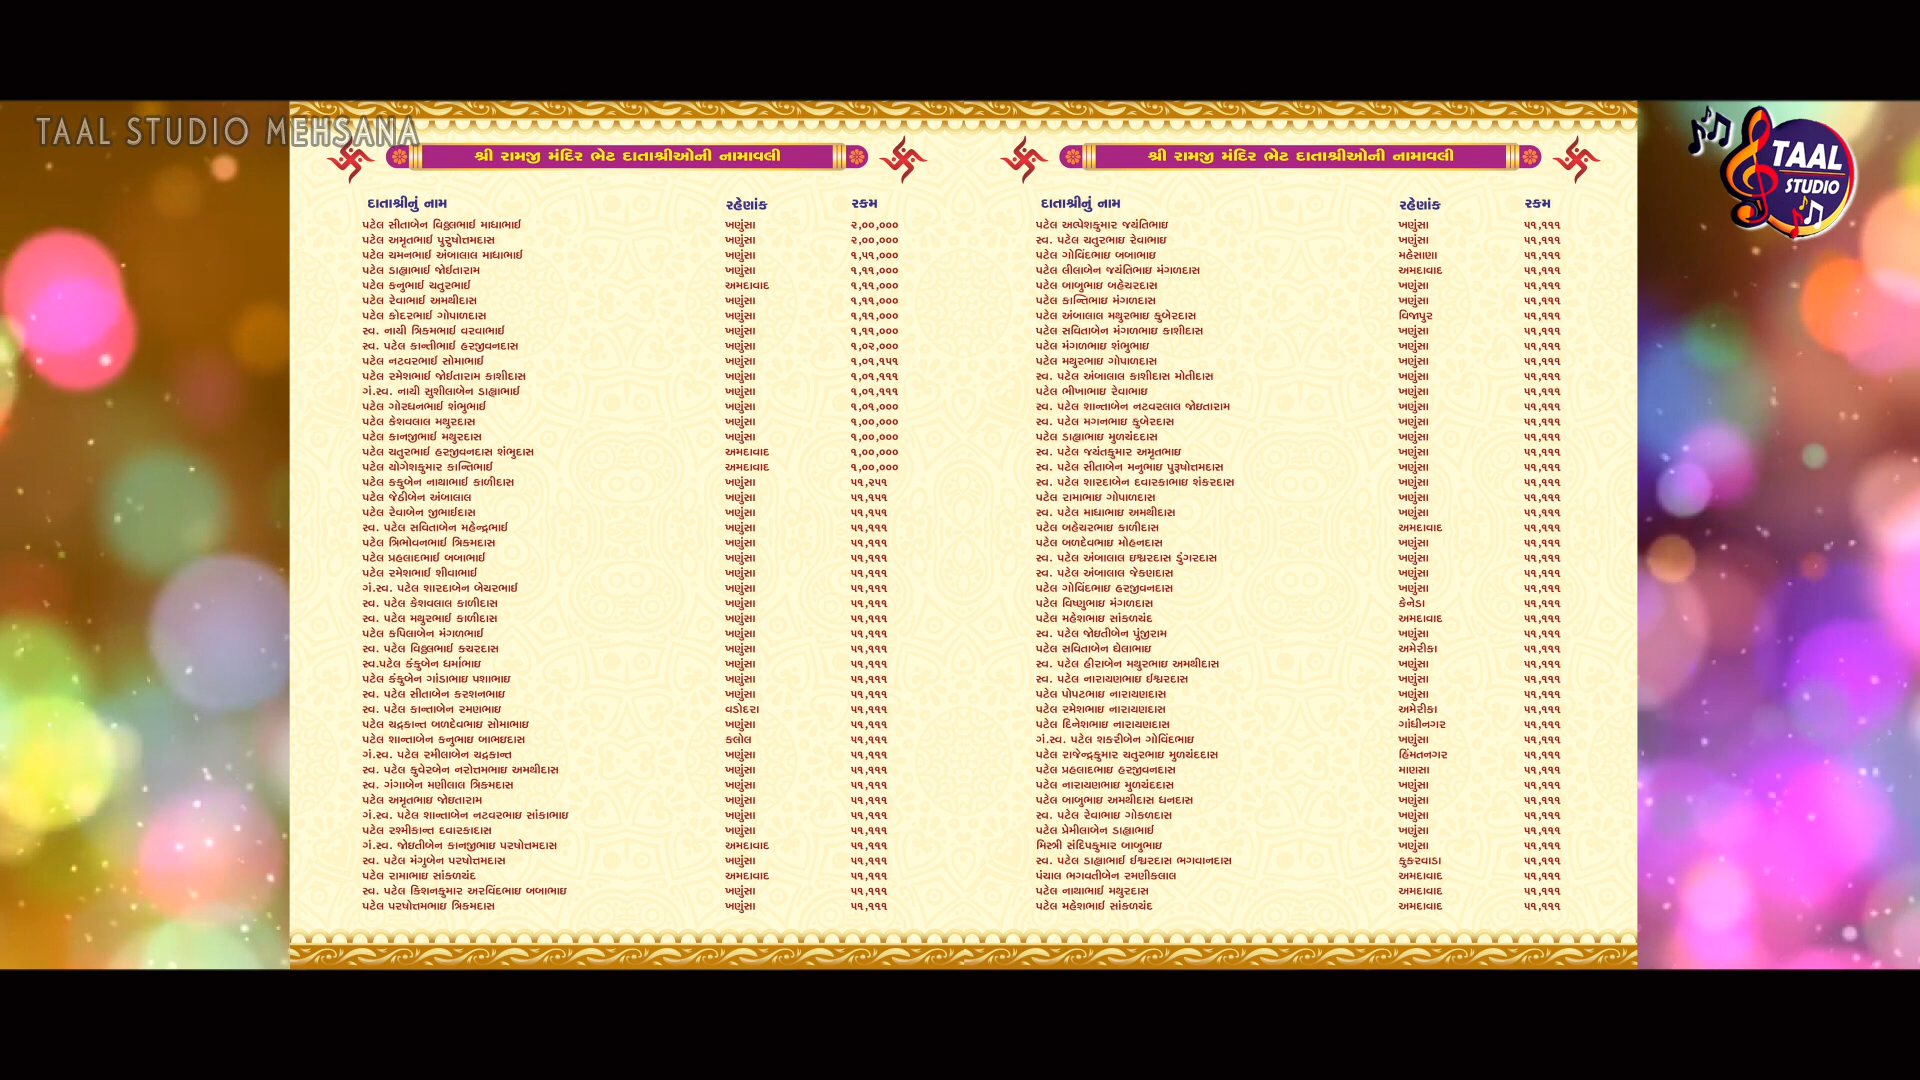 TAAL STUDIO MEHSANA
TAAL
STUDIO
શ્રી રામજી મંદિર ભેટ દાતાશ્રીઓની નામાવલી
દાતાશ્રીનું નામ રહેણાંક રકમ
પટેલ સીતાબેન વિઠ્ઠલભાઈ માધાભાઈ ખણુંસા ૨,૦૦,૦૦૦
પટેલ અમૃતભાઈ પુરુષોત્તમદાસ ખણુંસા ૨,૦૦,૦૦૦
પટેલ ચમનભાઈ અંબાલાલ માધાભાઈ ખણુંસા ૧,૫૧,૦૦૦
પટેલ ડાહ્યાભાઈ જોઈતારામ ખણુંસા ૧,૧૧,૦૦૦
પટેલ કનુભાઈ ચતુરભાઈ અમદાવાદ ૧,૧૧,૦૦૦
પટેલ રેવાભાઈ અમથીદાસ ખણુંસા ૧,૧૧,૦૦૦
પટેલ કોદરભાઈ ગોપાળદાસ ખણુંસા ૧,૧૧,૦૦૦
સ્વ. નાયી ત્રિકમભાઈ વરવાભાઈ ખણુંસા ૧,૧૧,૦૦૦
સ્વ. પટેલ કાન્તીભાઈ હરજીવનદાસ ખણુંસા ૧,૦૨,૦૦૦
પટેલ નટવરભાઈ સોમાભાઈ ખણુંસા ૧,૦૧,૧૫૧
પટેલ રમેશભાઈ જોઈતારામ કાશીદાસ ખણુંસા ૧,૦૧,૧૧૧
ગં.સ્વ. નાયી સુશીલાબેન ડાહ્યાભાઈ ખણુંસા ૧,૦૧,૧૧૧
પટેલ ગોરધનભાઈ શંભુભાઈ ખણુંસા ૧,૦૧,૦૦૦
પટેલ કેશવલાલ મથુરદાસ ખણુંસા ૧,૦૦,૦૦૦
પટેલ કાનજીભાઈ મથુરદાસ ખણુંસા ૧,૦૦,૦૦૦
પટેલ ચતુરભાઈ હરજીવનદાસ શંભુદાસ અમદાવાદ ૧,૦૦,૦૦૦
પટેલ યોગેશકુમાર કાન્તિભાઈ અમદાવાદ ૧,૦૦,૦૦૦
પટેલ કકુબેન નાથાભાઈ કાળીદાસ ખણુંસા ૫૧,૨૫૧
પટેલ જેઠીબેન અંબાલાલ ખણુંસા ૫૧,૧૫૧
પટેલ રેવાબેન જીભાઈદાસ ખણુંસા ૫૧,૧૫૧
સ્વ. પટેલ સવિતાબેન મહેન્દ્રભાઈ ખણુંસા ૫૧,૧૧૧
પટેલ ત્રિભોવનભાઈ ત્રિકમદાસ ખણુંસા ૫૧,૧૧૧
પટેલ પ્રહલાદભાઈ બબાભાઈ ખણુંસા ૫૧,૧૧૧
પટેલ રમેશભાઈ શીવાભાઈ ખણુંસા ૫૧,૧૧૧
ગં.સ્વ. પટેલ શારદાબેન બેચરભાઈ ખણુંસા ૫૧,૧૧૧
સ્વ. પટેલ કેશવલાલ કાળીદાસ ખણુંસા ૫૧,૧૧૧
સ્વ. પટેલ મથુરભાઈ કાળીદાસ ખણુંસા ૫૧,૧૧૧
પટેલ કપિલાબેન મંગળભાઈ ખણુંસા ૫૧,૧૧૧
સ્વ. પટેલ વિઠ્ઠલભાઈ કચરદાસ ખણુંસા ૫૧,૧૧૧
સ્વ.પટેલ કંકુબેન ધર્માભાઇ ખણુંસા ૫૧,૧૧૧
પટેલ કંકુબેન ગાંડાભાઇ પશાભાઇ ખણુંસા ૫૧,૧૧૧
સ્વ. પટેલ સીતાબેન કરશનભાઇ ખણુંસા ૫૧,૧૧૧
સ્વ. પટેલ કાન્તાબેન રમણભાઇ વડોદરા ૫૧,૧૧૧
પટેલ ચદ્રકાન્ત બળદેવભાઇ સોમાભાઇ ખણુંસા ૫૧,૧૧૧
પટેલ શાન્તાબેન કનુભાઇ બાભઇદાસ કલોલ ૫૧,૧૧૧
ગં.સ્વ. પટેલ રમીલાબેન ચદ્રકાન્ત ખણુંસા ૫૧,૧૧૧
સ્વ. પટેલ કુવેરબેન નરોત્તમભાઇ અમથીદાસ ખણુંસા ૫૧,૧૧૧
સ્વ. ગંગાબેન મણીલાલ ત્રિકમદાસ ખણુંસા ૫૧,૧૧૧
પટેલ અમૃતભાઇ જોઇતારામ ખણુંસા ૫૧,૧૧૧
ગં.સ્વ. પટેલ શાન્તાબેન નટવરભાઇ સાંકાભાઇ ખણુંસા ૫૧,૧૧૧
પટેલ રશ્મીકાન્ત દવારકાદાસ ખણુંસા ૫૧,૧૧૧
ગં.સ્વ. જોઇતીબેન કાનજીભાઇ પરષોત્તમદાસ અમદાવાદ ૫૧,૧૧૧
સ્વ. પટેલ મંગુબેન પરષોત્તમદાસ ખણુંસા ૫૧,૧૧૧
પટેલ રામાભાઇ સાંકળચંદ અમદાવાદ ૫૧,૧૧૧
સ્વ. પટેલ કિશનકુમાર અરવિંદભાઇ બબાભાઇ ખણુંસા ૫૧,૧૧૧
પટેલ પરષોત્તમભાઇ ત્રિકમદાસ ખણુંસા ૫૧,૧૧૧
શ્રી રામજી મંદિર ભેટ દાતાશ્રીઓની નામાવલી
દાતાશ્રીનું નામ રહેણાંક રકમ
પટેલ અલ્પેશકુમાર જયંતિભાઇ ખણુંસા ૫૧,૧૧૧
સ્વ. પટેલ ચતુરભાઇ રેવાભાઇ ખણુંસા ૫૧,૧૧૧
પટેલ ગોવિંદભાઇ બબાભાઇ મહેસાણા ૫૧,૧૧૧
પટેલ લીલાબેન જયંતિભાઇ મંગળદાસ અમદાવાદ ૫૧,૧૧૧
પટેલ બાબુભાઇ બહેચરદાસ ખણુંસા ૫૧,૧૧૧
પટેલ કાન્તિભાઇ મંગળદાસ ખણુંસા ૫૧,૧૧૧
પટેલ અંબાલાલ મથુરભાઇ કુબેરદાસ વિજાપુર ૫૧,૧૧૧
પટેલ સવિતાબેન મંગળભાઇ કાશીદાસ ખણુંસા ૫૧,૧૧૧
પટેલ મંગળભાઇ શંભુભાઇ ખણુંસા ૫૧,૧૧૧
પટેલ મથુરભાઇ ગોપાળદાસ ખણુંસા ૫૧,૧૧૧
સ્વ. પટેલ અંબાલાલ કાશીદાસ મોતીદાસ ખણુંસા ૫૧,૧૧૧
પટેલ ભીખાભાઇ રેવાભાઇ ખણુંસા ૫૧,૧૧૧
સ્વ. પટેલ શાન્તાબેન નટવરલાલ જોઇતારામ ખણુંસા ૫૧,૧૧૧
સ્વ. પટેલ મગનભાઇ કુબેરદાસ ખણુંસા ૫૧,૧૧૧
પટેલ ડાહ્યાભાઇ મુળચંદદાસ ખણુંસા ૫૧,૧૧૧
સ્વ. પટેલ જયંતકુમાર અમૃતભાઇ ખણુંસા ૫૧,૧૧૧
સ્વ. પટેલ સીતાબેન મનુભાઇ પુરૂષોત્તમદાસ ખણુંસા ૫૧,૧૧૧
સ્વ. પટેલ શારદાબેન દવારકાભાઇ શંકરદાસ ખણુંસા ૫૧,૧૧૧
પટેલ રામાભાઇ ગોપાળદાસ ખણુંસા ૫૧,૧૧૧
સ્વ. પટેલ માધાભાઇ અમથીદાસ ખણુંસા ૫૧,૧૧૧
પટેલ બહેચરભાઇ કાળીદાસ અમદાવાદ ૫૧,૧૧૧
પટેલ બળદેવભાઇ મોહનદાસ ખણુંસા ૫૧,૧૧૧
સ્વ. પટેલ અંબાલાલ ઇશ્વરદાસ ડુંગરદાસ ખણુંસા ૫૧,૧૧૧
સ્વ. પટેલ અંબાલાલ જેકણદાસ ખણુંસા ૫૧,૧૧૧
પટેલ ગોવિંદભાઇ હરજીવનદાસ ખણુંસા ૫૧,૧૧૧
પટેલ વિષ્ણુભાઇ મંગળદાસ કેનેડા ૫૧,૧૧૧
પટેલ મહેશભાઇ સાંકળચંદ અમદાવાદ ૫૧,૧૧૧
સ્વ. પટેલ જોઇતીબેન પુંજીરામ ખણુંસા ૫૧,૧૧૧
પટેલ સવિતાબેન ઘેલાભાઇ અમેરીકા ૫૧,૧૧૧
સ્વ. પટેલ હીરાબેન મથુરભાઇ અમથીદાસ ખણુંસા ૫૧,૧૧૧
સ્વ. પટેલ નારાયણભાઇ ઈશ્વરદાસ ખણુંસા ૫૧,૧૧૧
પટેલ પોપટભાઇ નારાયણદાસ ખણુંસા ૫૧,૧૧૧
પટેલ રમેશભાઇ નારાયણદાસ અમેરીકા ૫૧,૧૧૧
પટેલ દિનેશભાઇ નારાયણદાસ ગાંધીનગર ૫૧,૧૧૧
ગં.સ્વ. પટેલ શકરીબેન ગોવિંદભાઇ ખણુંસા ૫૧,૧૧૧
પટેલ રાજેન્દ્રકુમાર ચતુરભાઇ મુળચંદદાસ હિંમતનગર ૫૧,૧૧૧
પટેલ પ્રહલાદભાઇ હરજીવનદાસ માણસા ૫૧,૧૧૧
પટેલ નારાયણભાઇ મુળચંદદાસ ખણુંસા ૫૧,૧૧૧
પટેલ બાબુભાઇ અમથીદાસ ધનદાસ ખણુંસા ૫૧,૧૧૧
સ્વ. પટેલ રેવાભાઇ ગોકળદાસ ખણુંસા ૫૧,૧૧૧
પટેલ પ્રેમીલાબેન ડાહ્યાભાઈ ખણુંસા ૫૧,૧૧૧
મિસ્ત્રી સંદિપકુમાર બાબુભાઇ ખણુંસા ૫૧,૧૧૧
સ્વ. પટેલ ડાહ્યાભાઈ ઈશ્વરદાસ ભગવાનદાસ કુકરવાડા ૫૧,૧૧૧
પંચાલ ભગવતીબેન રમણીકલાલ અમદાવાદ ૫૧,૧૧૧
પટેલ નાથાભાઈ મથુરદાસ અમદાવાદ ૫૧,૧૧૧
પટેલ મહેશભાઈ સાંકળચંદ અમદાવાદ ૫૧,૧૧૧